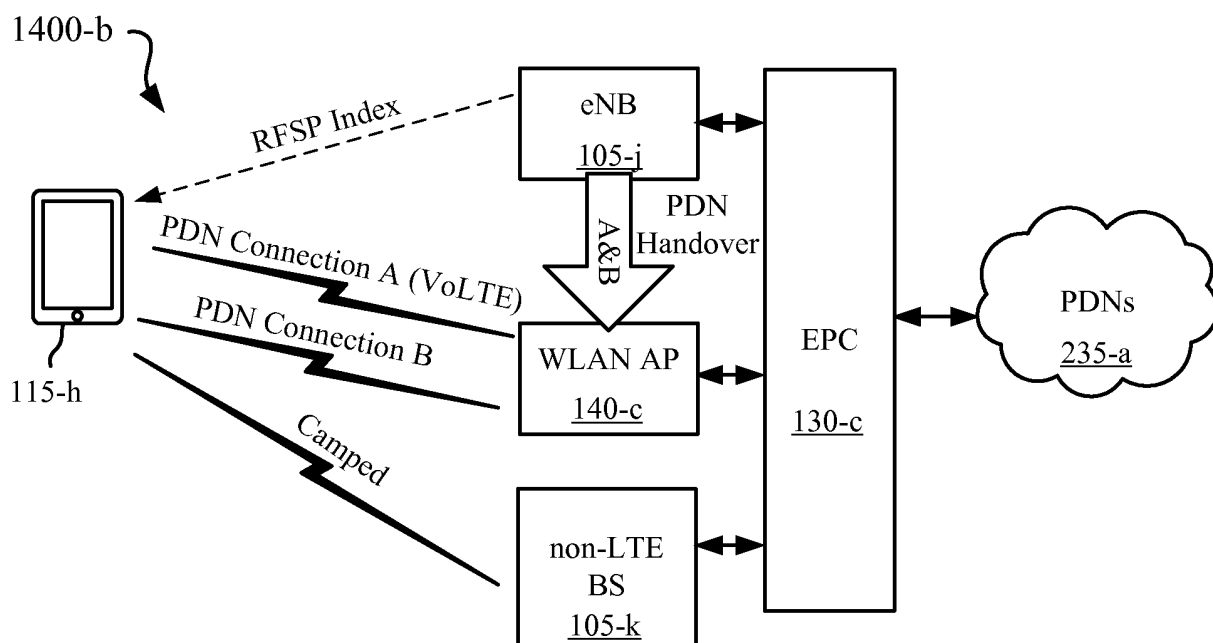 1400-b
eNB
105-j
RFSP Index
PDN
Handover
A&B
PDN Connection A (VoLTE)
PDN Connection B
115-h
Camped
WLAN AP
140-c
non-LTE
BS
105-k
EPC
130-c
PDNs
235-a